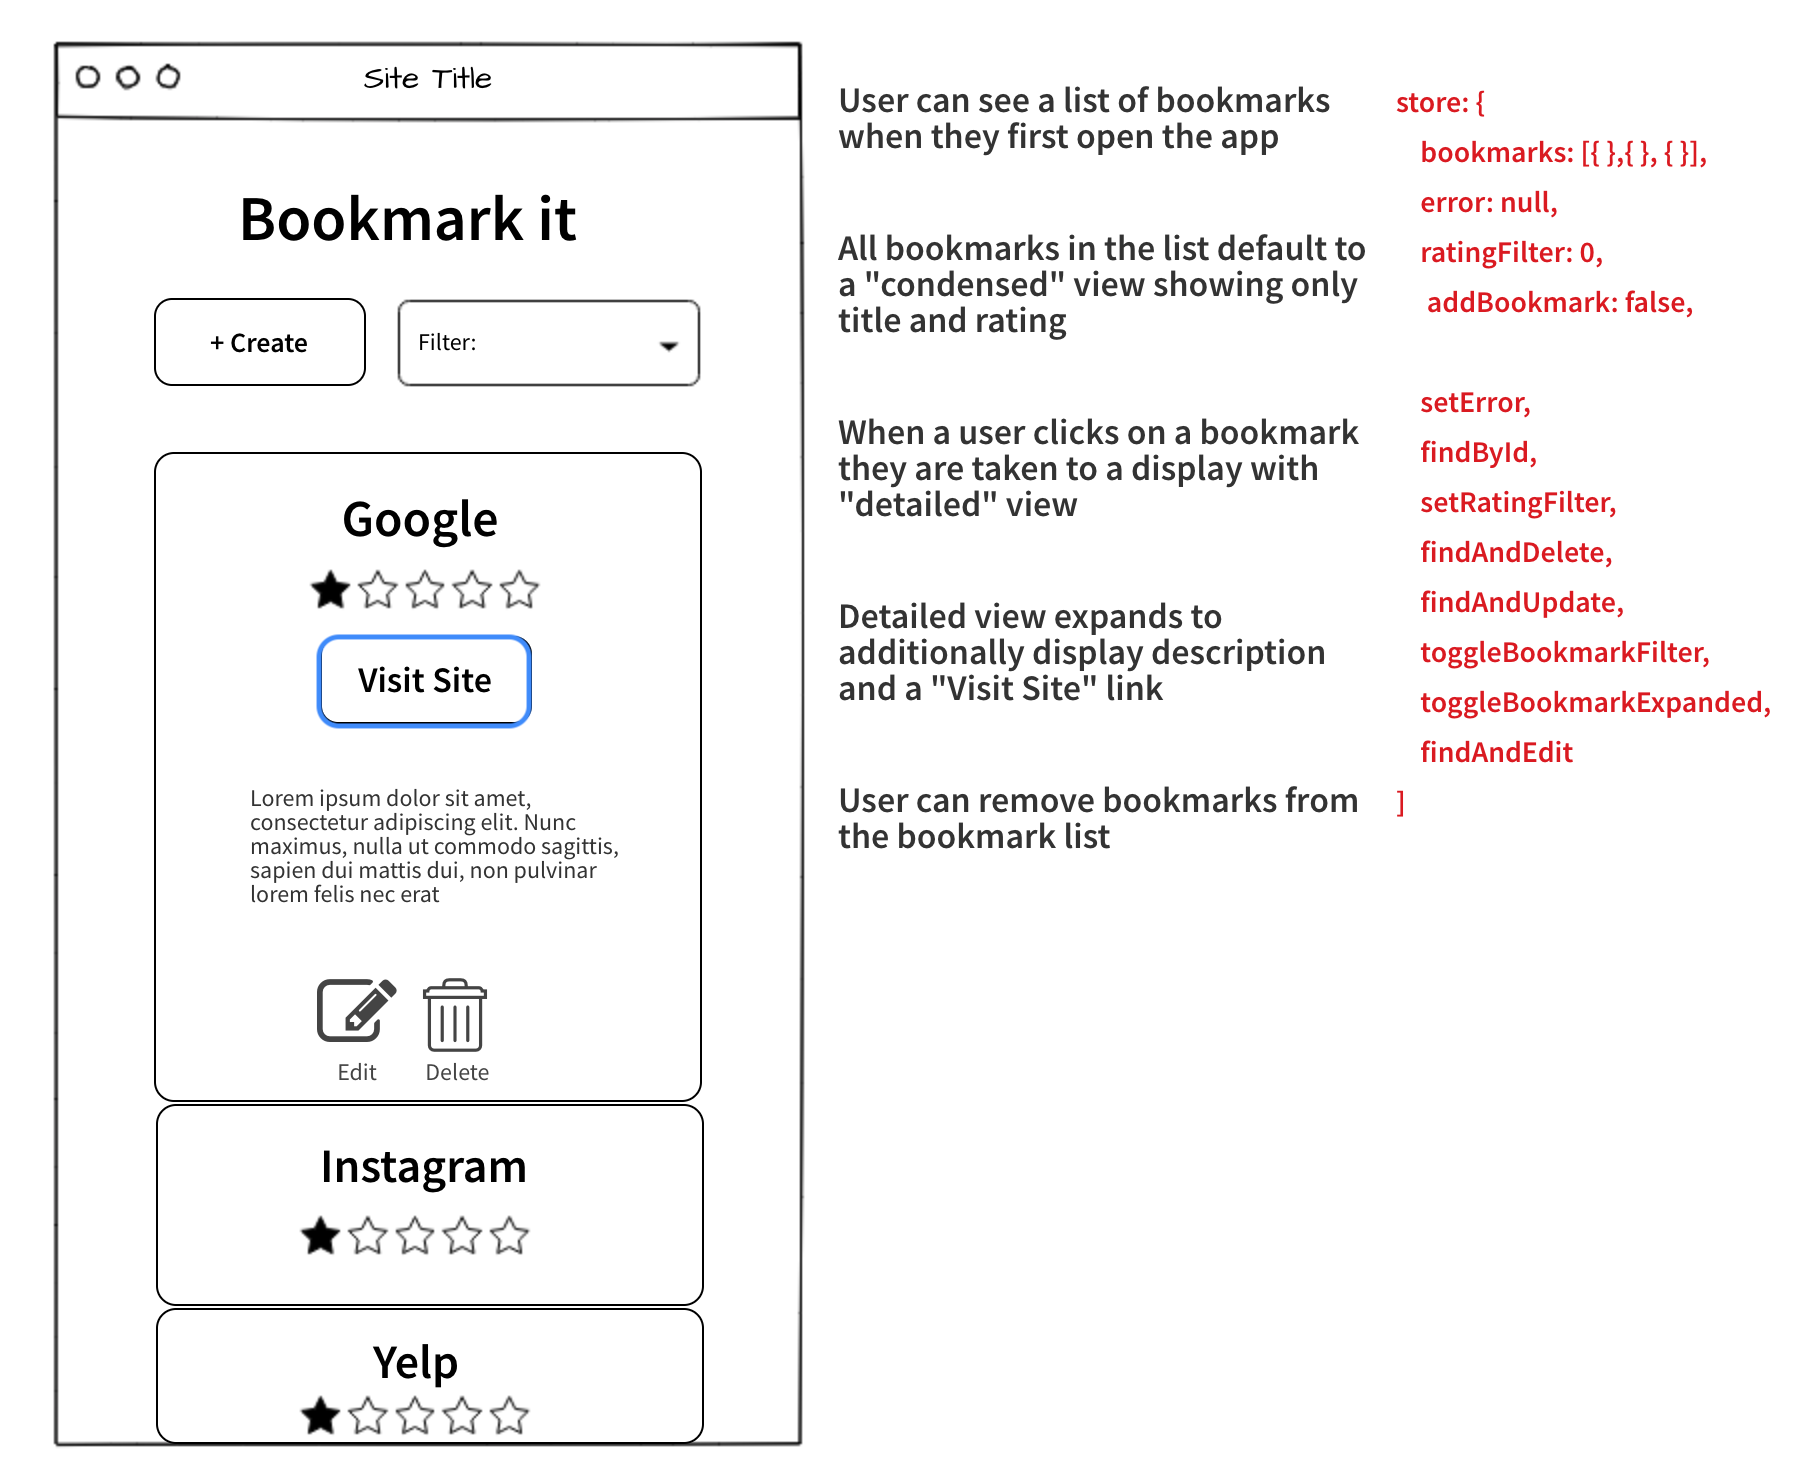 Site Title
Bookmark it
+ Create
Filter:
Google
Visit Site
Lorem ipsum dolor sit amet,
consectetur adipiscing elit. Nunc
maximus, nulla ut commodo sagittis,
sapien dui mattis dui, non pulvinar
lorem felis nec erat
Edit
Delete
Instagram
Yelp
User can see a list of bookmarks
when they first open the app
All bookmarks in the list default to
a "condensed" view showing only
title and rating
When a user clicks on a bookmark
they are taken to a display with
"detailed" view
Detailed view expands to
additionally display description
and a "Visit Site" link
User can remove bookmarks from
the bookmark list
store: {
bookmarks: [{ },{ }, { }],
error: null,
ratingFilter: 0,
addBookmark: false,
setError,
findById,
setRatingFilter,
findAndDelete,
findAndUpdate,
toggleBookmarkFilter,
toggleBookmarkExpanded,
findAndEdit
]